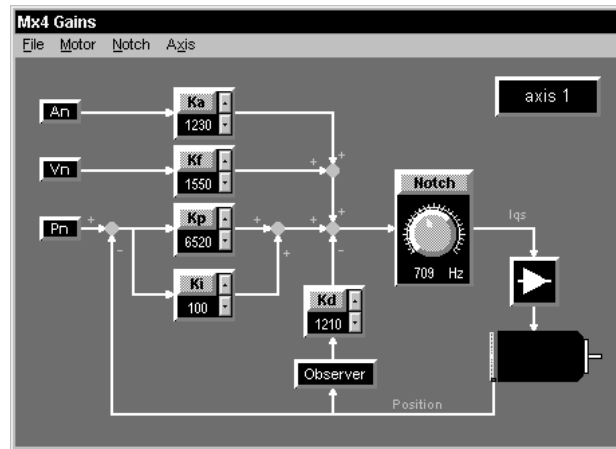 Mx4 Gains
File Motor Notch Axis
axis 1
An
Ka
1230
+
+
Vn
Kf
1550
Notch
709 Hz
Iqs
Pn
+
-
Kp
6520
+
+
+
+
-
Ki
100
Kd
1210
Observer
Position